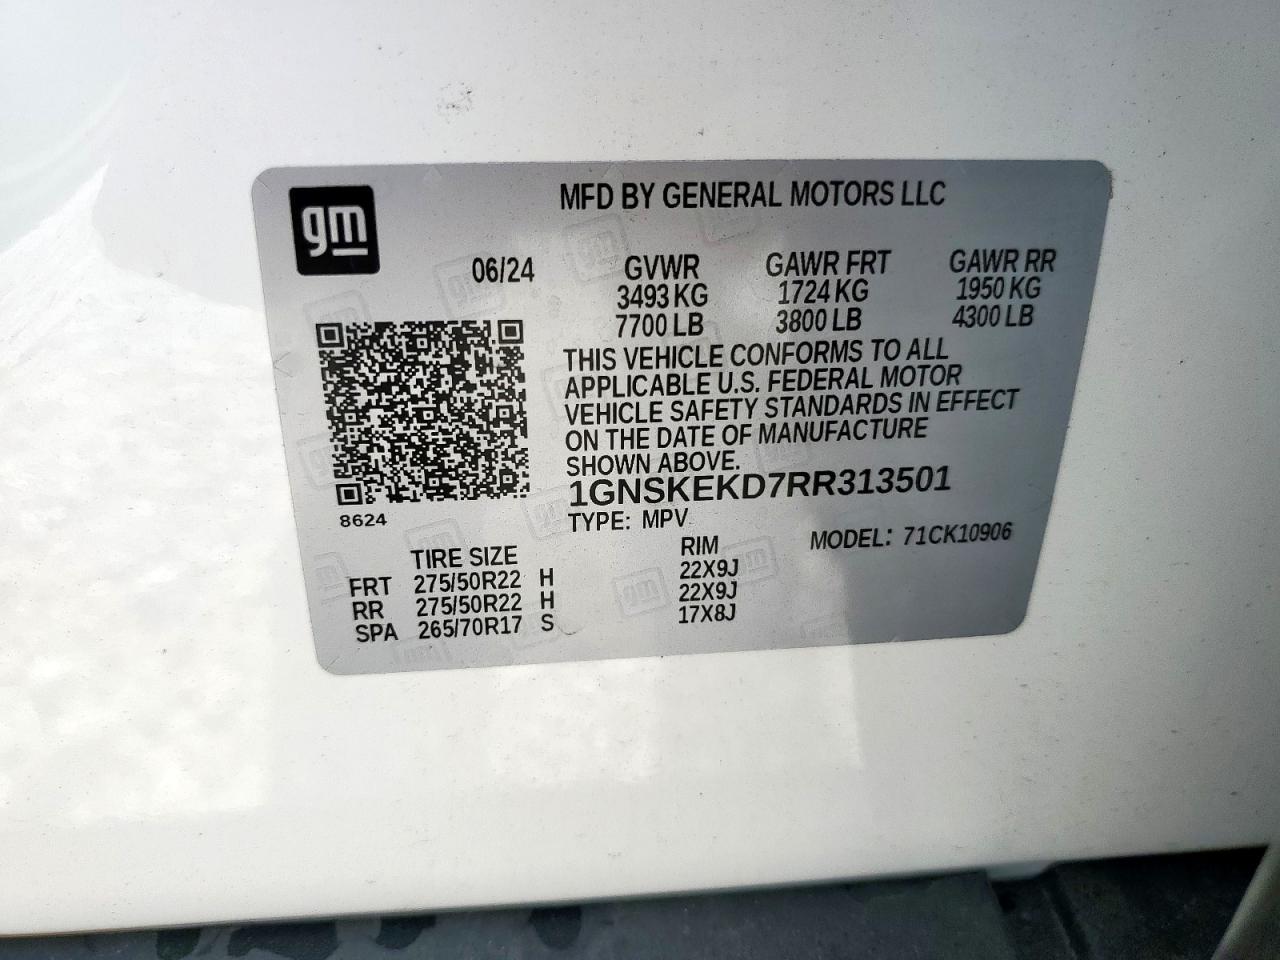 gm
MFD BY GENERAL MOTORS LLC
06/24 GVWR GAWR FRT GAWR RR
3493 KG 1724 KG 1950 KG
7700 LB 3800 LB 4300 LB
THIS VEHICLE CONFORMS TO ALL
APPLICABLE U.S. FEDERAL MOTOR
VEHICLE SAFETY STANDARDS IN EFFECT
ON THE DATE OF MANUFACTURE
SHOWN ABOVE.
1GNSKEKD7RR313501
8624
TYPE: MPV MODEL: 71CK10906
TIRE SIZE RIM
FRT 275/50R22 H 22X9J
RR 275/50R22 H 22X9J
SPA 265/70R17 S 17X8J